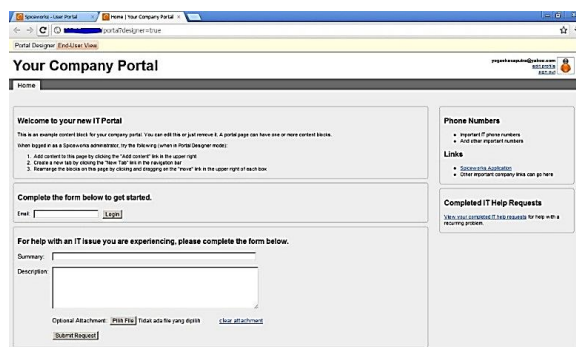 Spiceworks - User Portal
Home | Your Company Portal
/portal?designer=true
Portal Designer End-User View
Your Company Portal
edit profile
sign out
Home
Welcome to your new IT Portal
This is an example content block for your company portal. You can edit this or just remove it. A portal page can have one or more content blocks.
When logged in as a Spiceworks administrator, try the following (when in Portal Designer mode):
1. Add content to this page by clicking the "Add content" link in the upper right.
2. Create a new tab by clicking the "New Tab" link in the navigation bar
3. Rearrange the blocks on this page by clicking and dragging on the "move" link in the upper right of each box
Complete the form below to get started.
Email: Login
For help with an IT issue you are experiencing, please complete the form below.
Summary:
Description:
Optional Attachment: Pilih File Tidak ada file yang dipilih clear attachment
Submit Request
Phone Numbers
Important IT phone numbers
And other important numbers
Links
Spiceworks Application
Other important company links can go here
Completed IT Help Requests
View your completed IT help requests for help with a
recurring problem.